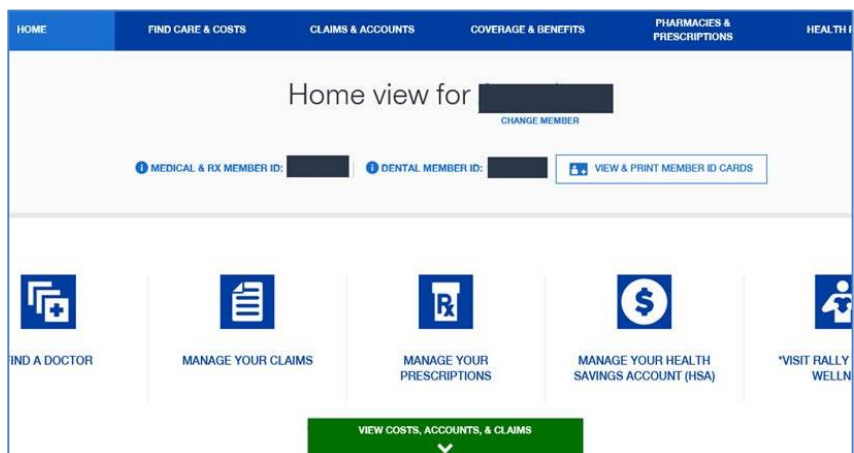 HOME
FIND CARE & COSTS
CLAIMS & ACCOUNTS
COVERAGE & BENEFITS
PHARMACIES &
PRESCRIPTIONS
HEALTH
Home view for
CHANGE MEMBER
MEDICAL & RX MEMBER ID:
DENTAL MEMBER ID:
VIEW & PRINT MEMBER ID CARDS
Rx
$
IND A DOCTOR
MANAGE YOUR CLAIMS
MANAGE YOUR
PRESCRIPTIONS
MANAGE YOUR HEALTH
SAVINGS ACCOUNT (HSA)
*VISIT RALLY
WELLN
VIEW COSTS, ACCOUNTS, & CLAIMS